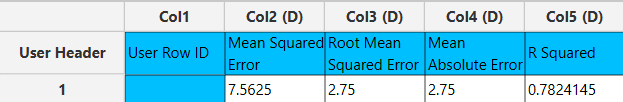 Col1 Col2 (D) Col3 (D) Col4 (D) Col5 (D)
User Header User Row ID Mean Squared Error Root Mean Squared Error Mean Absolute Error R Squared
1 7.5625 2.75 2.75 0.7824145